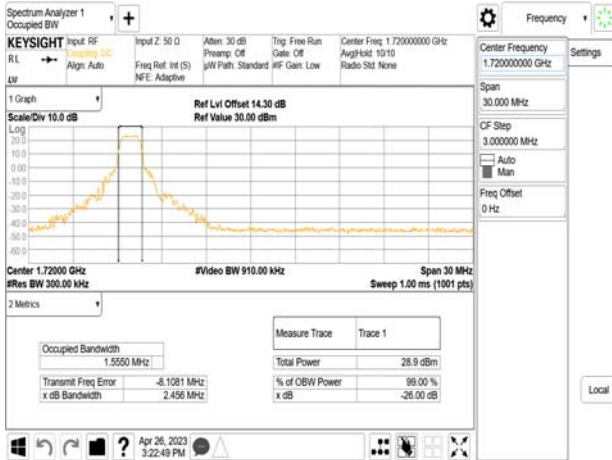 Spectrum Analyzer 1
Occupied BW
Frequency
KEYSIGHT Input: RF
RL
Coupling: DC
Align: Auto
LXI
Input Z: 50 Ω
Freq Ref: Int (S)
NFE: Adaptive
Atten: 30 dB
Preamp: Off
µW Path: Standard
Trig: Free Run
Gate: Off
#IF Gain: Low
Center Freq: 1.720000000 GHz
Avg|Hold: 10/10
Radio Std: None
Center Frequency
1.720000000 GHz
Settings
Span
30.000 MHz
CF Step
3.000000 MHz
Auto
Man
Freq Offset
0 Hz
Local
1 Graph
Scale/Div 10.0 dB
Ref Lvl Offset 14.30 dB
Ref Value 30.00 dBm
Log
20.0
10.0
0.00
-10.0
-20.0
-30.0
-40.0
-50.0
-60.0
Center 1.72000 GHz
#Video BW 910.00 kHz
Span 30 MHz
#Res BW 300.00 kHz
Sweep 1.00 ms (1001 pts)
2 Metrics
Measure Trace Trace 1
Occupied Bandwidth
1.5550 MHz
Total Power 28.9 dBm
Transmit Freq Error -8.1081 MHz
% of OBW Power 99.00 %
x dB Bandwidth 2.456 MHz
x dB -26.00 dB
?
Apr 26, 2023
3:22:49 PM